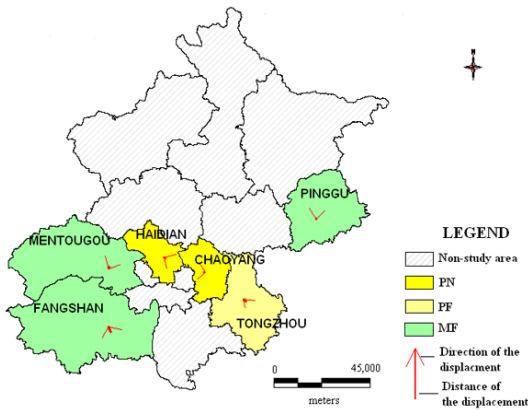 N
PINGGU
HAIDIAN
MENTOUGOU
CHAOYANG
FANGSHAN
TONGZHOU
LEGEND
Non-study area
PN
PF
MF
Direction of the
displacment
Distance of
the displacement
0 45,000
meters